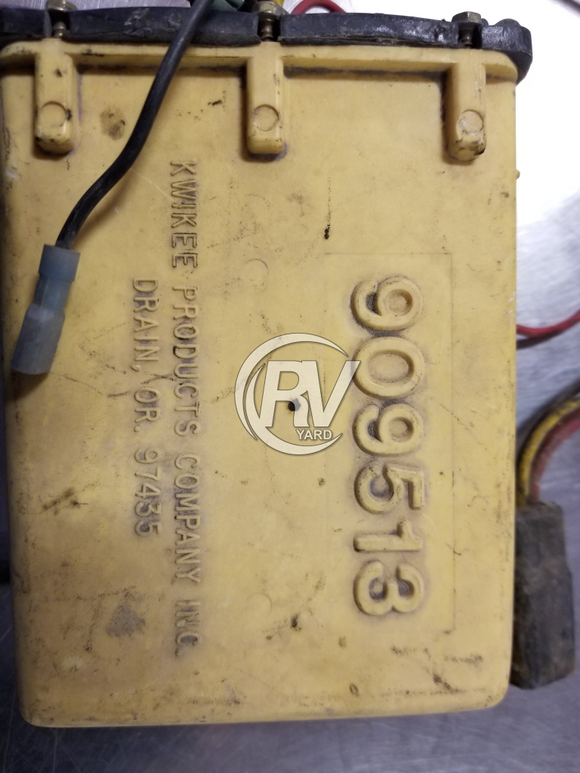 KWIKEE PRODUCTS COMPANY INC.
DRAIN, OR. 97435
909513
RV
YARD